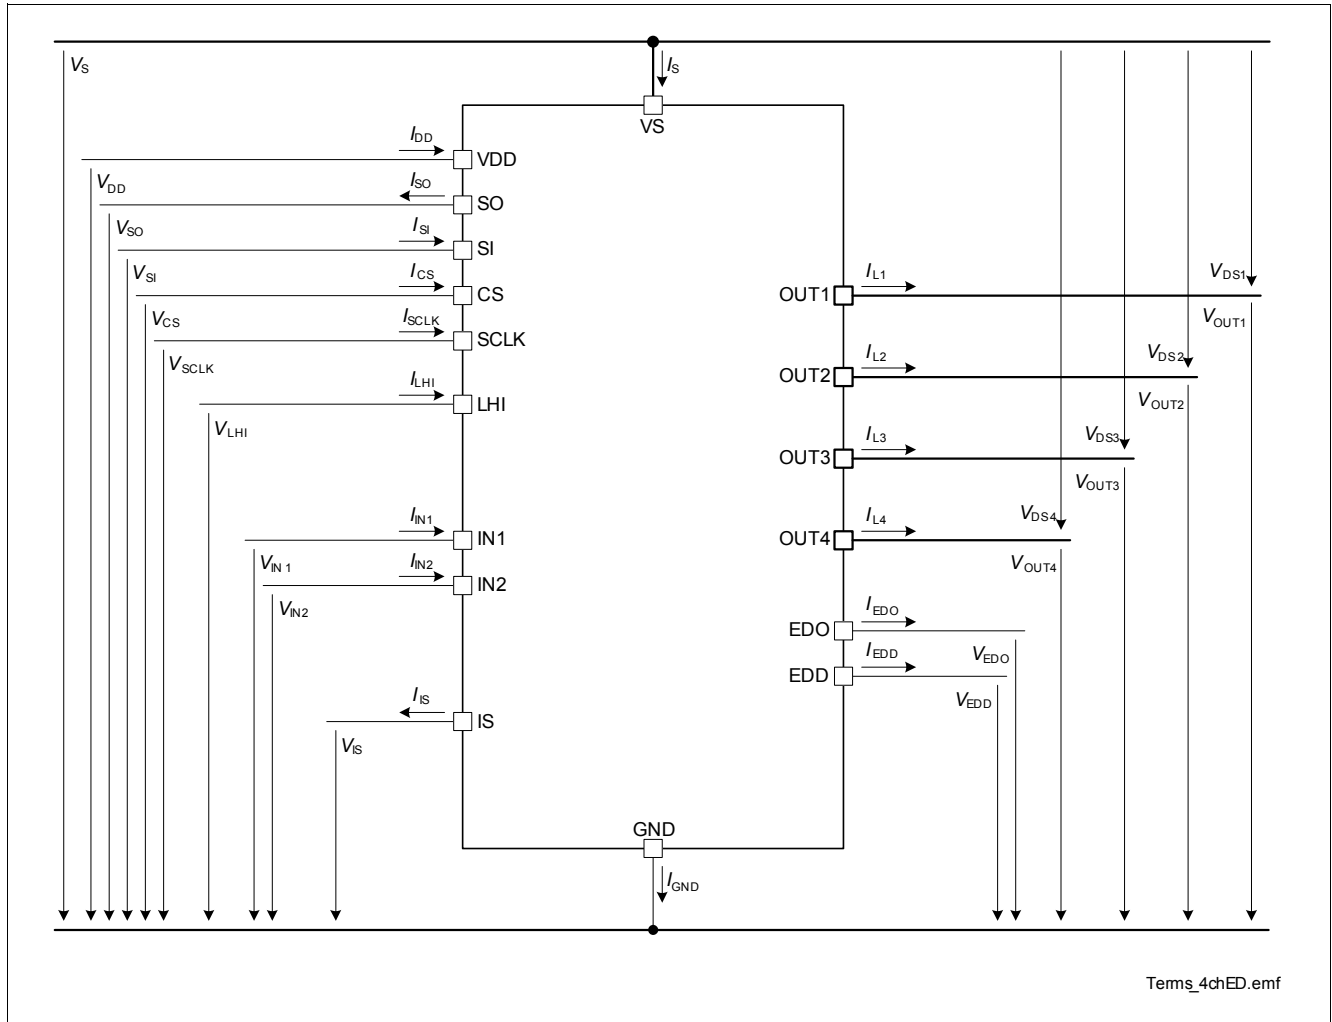 VS
IS
VS
IDD
VDD
VDD
ISO
SO
VSO
ISI
SI
VSI
ICS
CS
VCS
ISCLK
SCLK
VSCLK
ILHI
LHI
VLHI
IIN1
IN1
VIN 1
IIN2
IN2
VIN2
IIS
IS
VIS
OUT1
IL1
VDS1
VOUT1
OUT2
IL2
VDS2
VOUT2
OUT3
IL3
VDS3
VOUT3
OUT4
IL4
VDS4
VOUT4
EDO
IEDO
VEDO
EDD
IEDD
VEDD
GND
IGND
Terms_4chED.emf